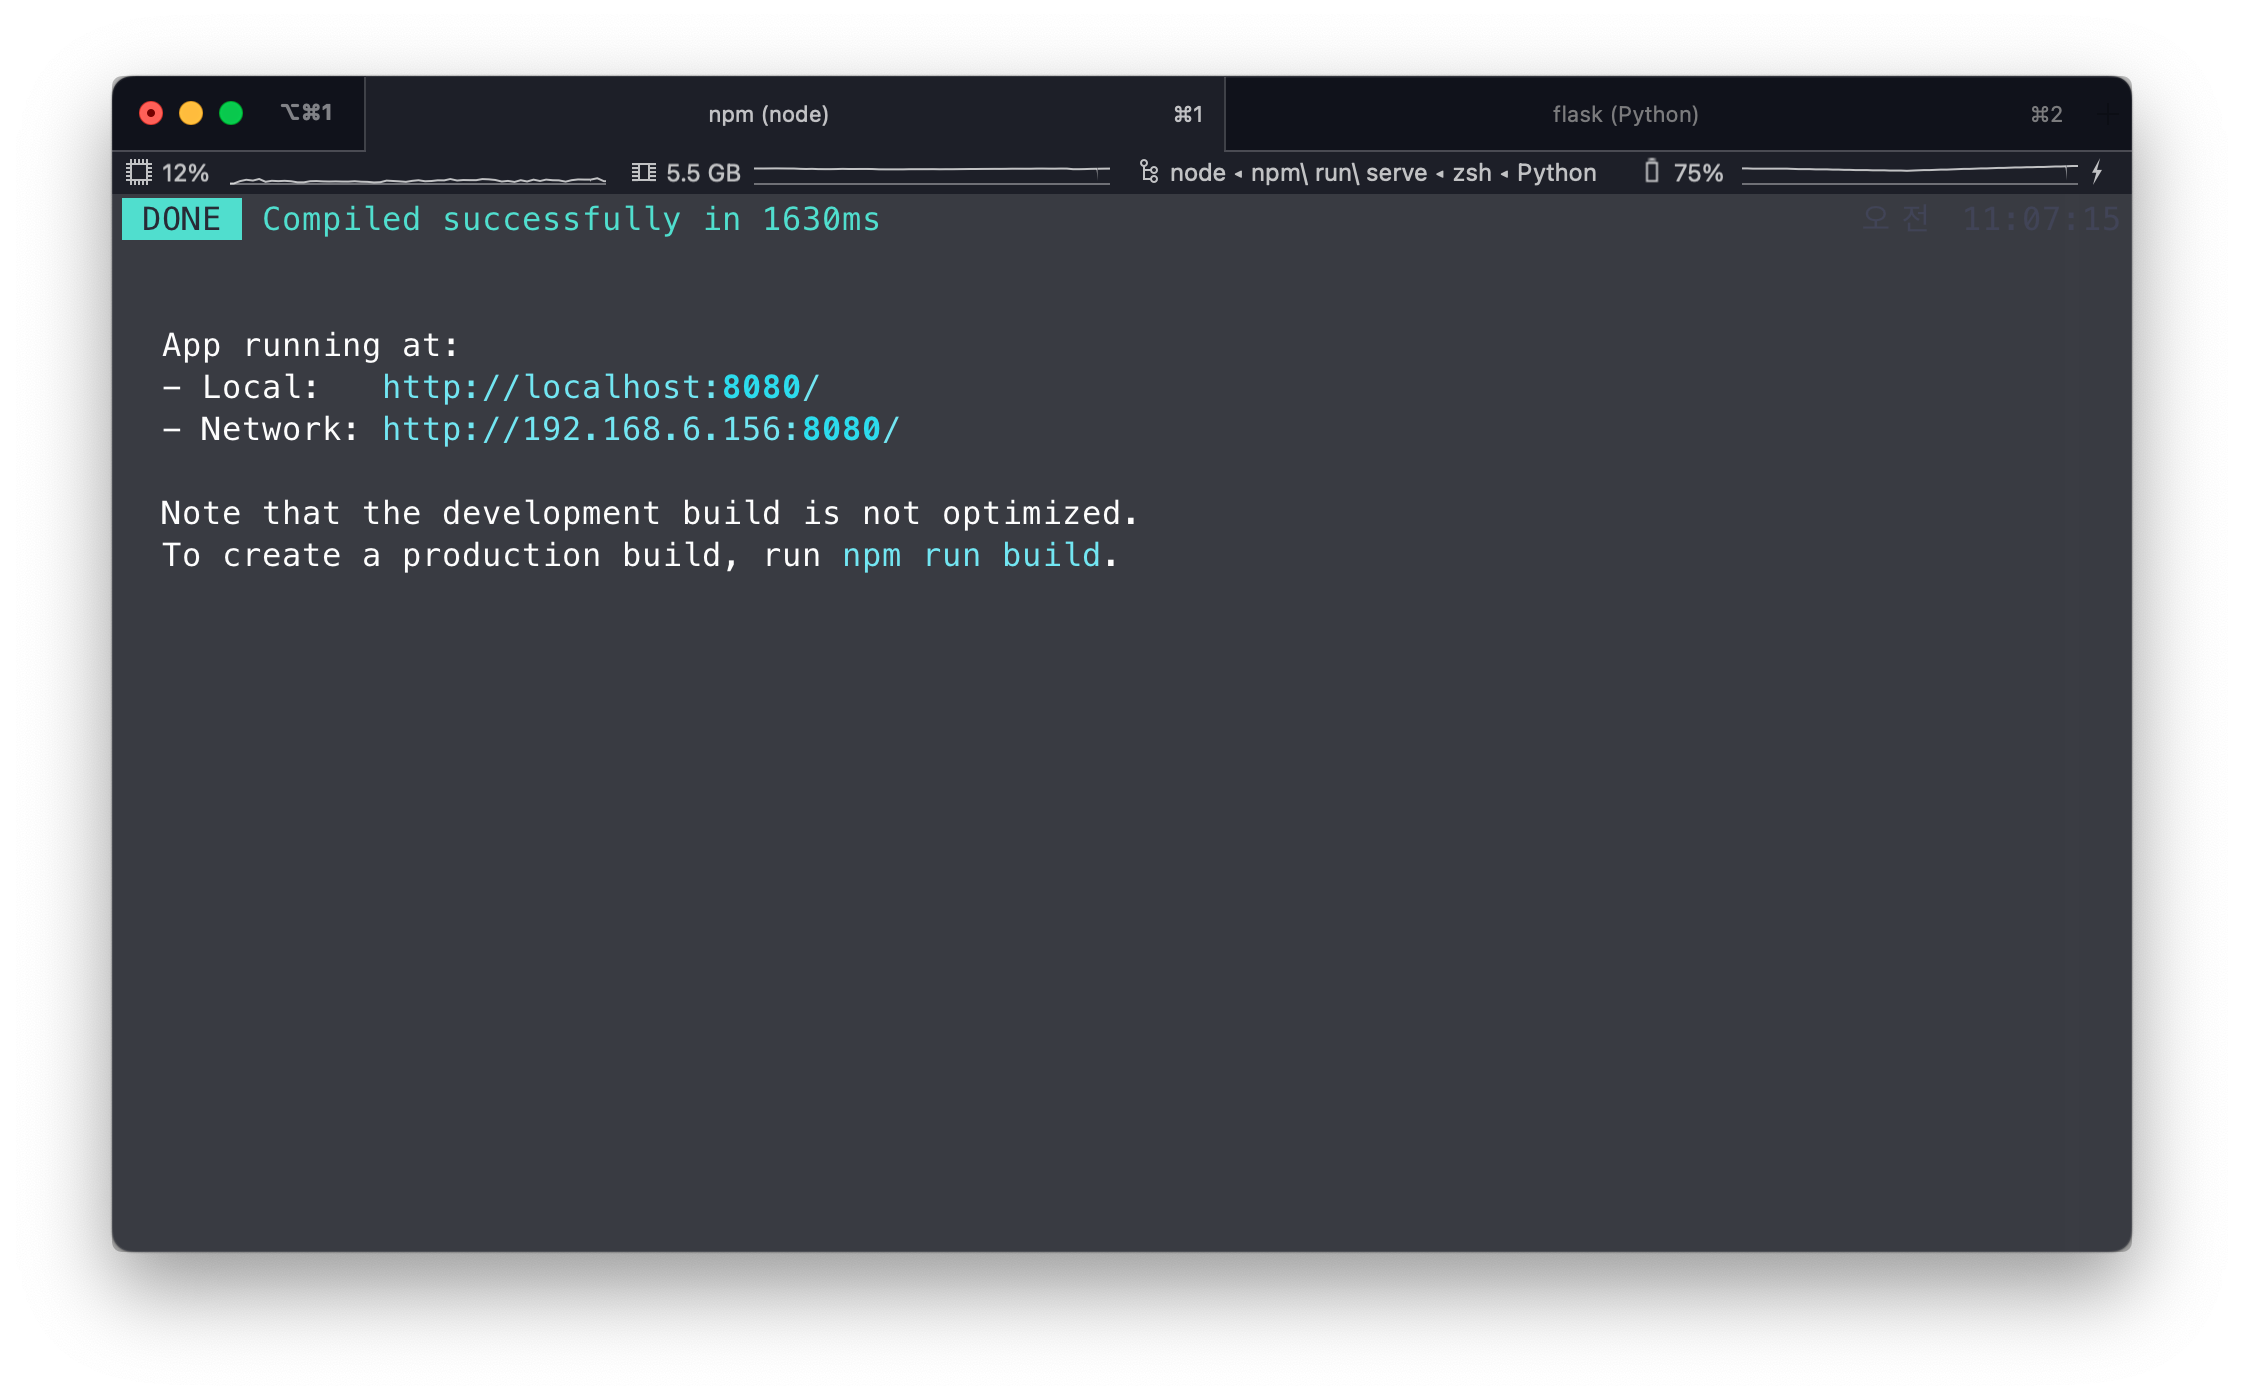 ⌥⌘1 npm (node) ⌘1 flask (Python) ⌘2
12% 5.5 GB node ◂ npm\ run\ serve ◂ zsh ◂ Python 75%
DONE Compiled successfully in 1630ms 오전 11:07:15
App running at:
- Local: http://localhost:8080/
- Network: http://192.168.6.156:8080/
Note that the development build is not optimized.
To create a production build, run npm run build.